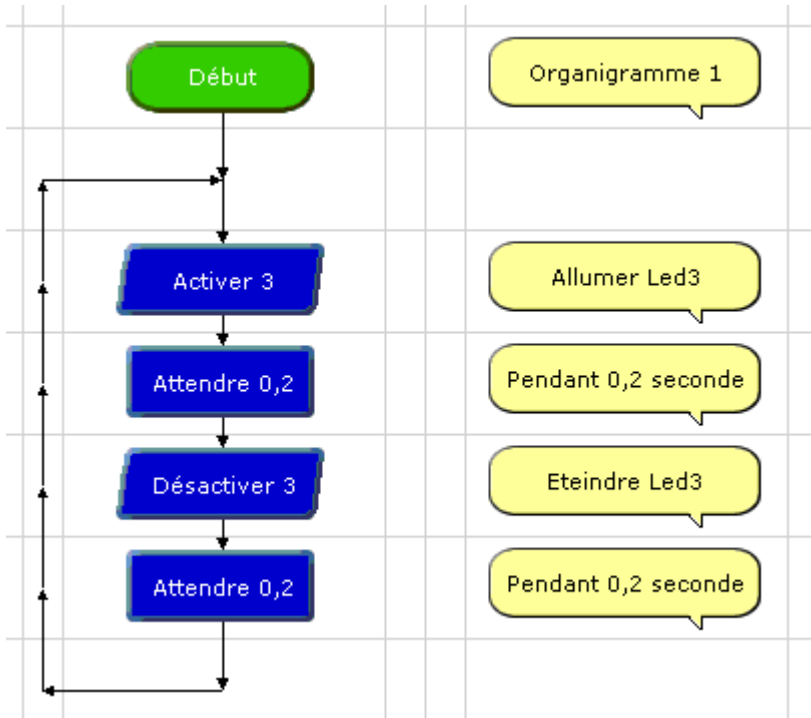 Début
Organigramme 1
Activer 3
Allumer Led3
Attendre 0,2
Pendant 0,2 seconde
Désactiver 3
Eteindre Led3
Attendre 0,2
Pendant 0,2 seconde